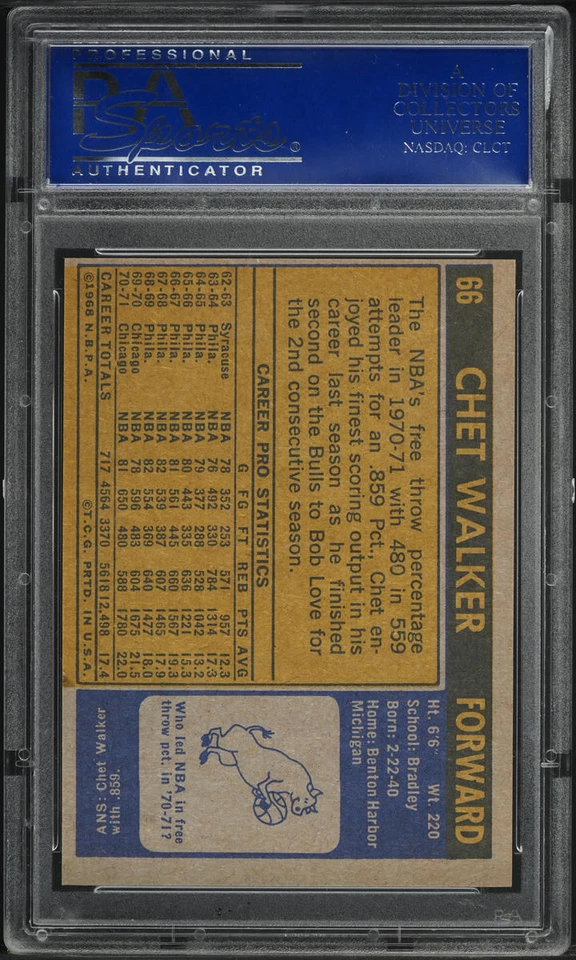 PROFESSIONAL
PSA
Sports®
AUTHENTICATOR
A
DIVISION OF
COLLECTORS
UNIVERSE
NASDAQ: CLCT
66 CHET WALKER FORWARD
Ht. 6'6" Wt. 220
School: Bradley
Born: 2-22-40
Home: Benton Harbor
Michigan
The NBA's free throw percentage
leader in 1970-71 with 480 in 559
attempts for an .859 Pct., Chet en-
joyed his finest scoring output in his
career last season as he finished
second on the Bulls to Bob Love for
the 2nd consecutive season.
CAREER PRO STATISTICS
G FG FT REB PTS AVG
62-63 Syracuse NBA 78 352 253 571 957 12.3
63-64 Phila. NBA 76 492 330 784 1314 17.3
64-65 Phila. NBA 79 377 288 528 1042 13.2
65-66 Phila. NBA 80 443 335 636 1221 15.3
66-67 Phila. NBA 81 561 445 660 1567 19.3
67-68 Phila. NBA 82 539 387 607 1465 17.9
68-69 Phila. NBA 82 554 369 640 1477 18.0
69-70 Chicago NBA 78 596 483 604 1675 21.5
70-71 Chicago NBA 81 650 480 588 1780 22.0
CAREER TOTALS 717 4564 3370 5618 12,498 17.4
©1968 N.B.P.A. ©T.C.G. PRTD. IN U.S.A.
Who led NBA in free
throw pct. in '70-71?
ANS: Chet Walker
with .859.
PSA